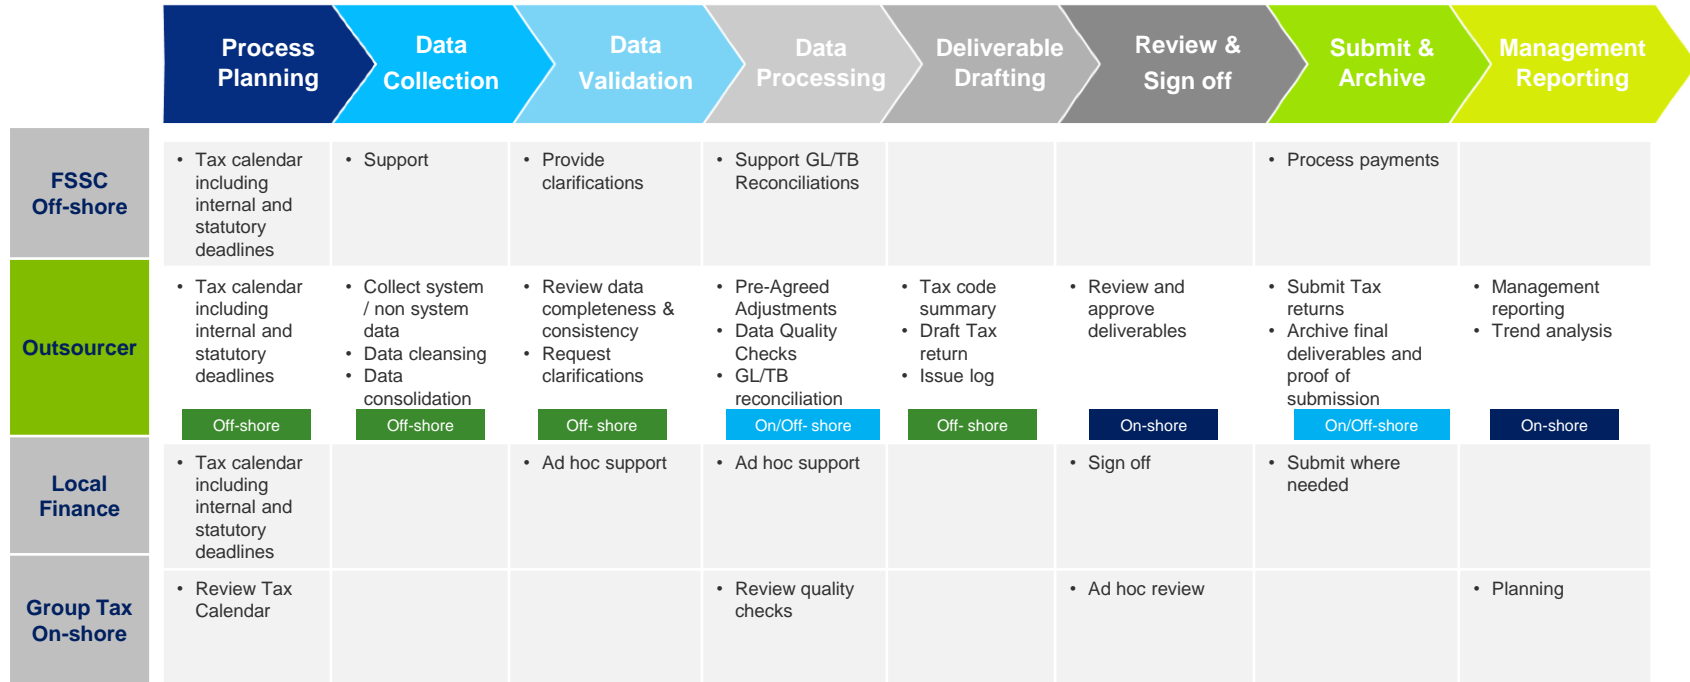 Process
Planning
Data
Collection
Data
Validation
Data
Processing
Deliverable
Drafting
Review &
Sign off
Submit &
Archive
Management
Reporting
FSSC
Off-shore
• Tax calendar
including
internal and
statutory
deadlines
• Support
• Provide
clarifications
• Support GL/TB
Reconciliations
• Process payments
Outsourcer
• Tax calendar
including
internal and
statutory
deadlines
Off-shore
• Collect system
/ non system
data
• Data cleansing
• Data
consolidation
Off-shore
• Review data
completeness &
consistency
• Request
clarifications
Off- shore
• Pre-Agreed
Adjustments
• Data Quality
Checks
• GL/TB
reconciliation
On/Off- shore
• Tax code
summary
• Draft Tax
return
• Issue log
Off- shore
• Review and
approve
deliverables
On-shore
• Submit Tax
returns
• Archive final
deliverables and
proof of
submission
On/Off-shore
• Management
reporting
• Trend analysis
On-shore
Local
Finance
• Tax calendar
including
internal and
statutory
deadlines
• Ad hoc support
• Ad hoc support
• Sign off
• Submit where
needed
Group Tax
On-shore
• Review Tax
Calendar
• Review quality
checks
• Ad hoc review
• Planning